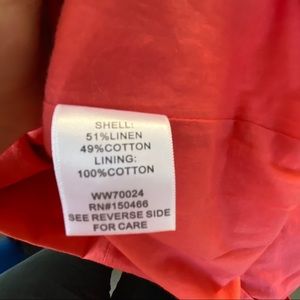 SHELL:
51%LINEN
49%COTTON
LINING:
100%COTTON
WW70024
RN#150466
SEE REVERSE SIDE
FOR CARE